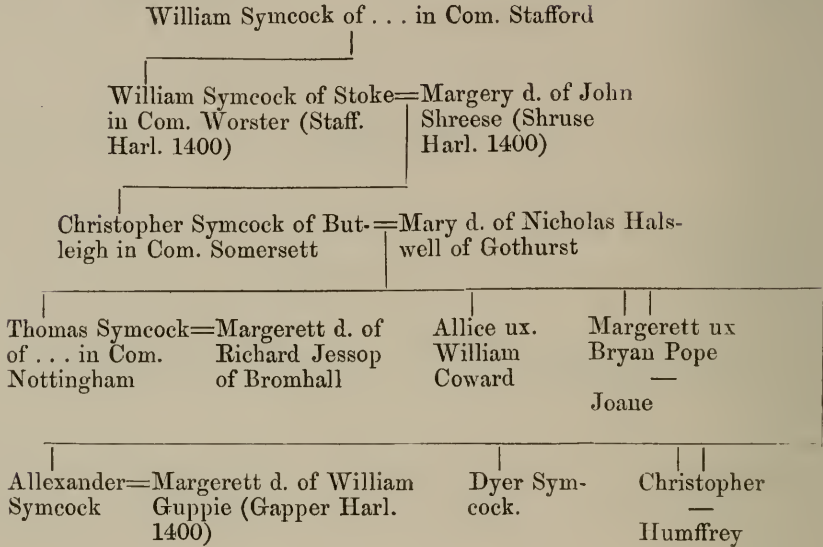 William Symcock of . . . in Com. Stafford
William Symcock of Stoke=Margery d. of John
in Com. Worster (Staff. Shreese (Shruse
Harl. 1400) Harl. 1400)
Christopher Symcock of But-=Mary d. of Nicholas Hals-
leigh in Com. Somersett well of Gothurst
Thomas Symcock=Margerett d. of Allice ux. Margerett ux
of . . . in Com. Richard Jessop William Bryan Pope
Nottingham of Bromhall Coward —
Joane
Allexander=Margerett d. of William Dyer Sym- Christopher
Symcock Guppie (Gapper Harl. cock. —
1400) Humffrey